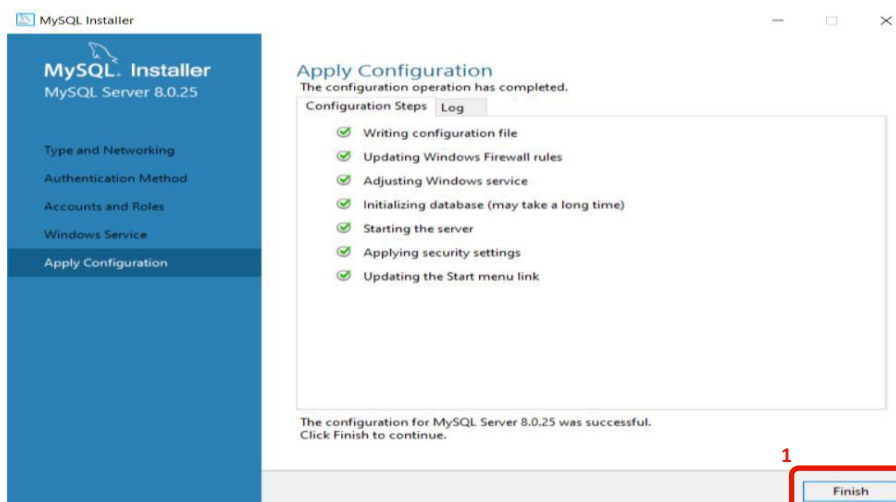 MySQL Installer
MySQL. Installer
MySQL Server 8.0.25
Type and Networking
Authentication Method
Accounts and Roles
Windows Service
Apply Configuration
Apply Configuration
The configuration operation has completed.
Configuration Steps Log
Writing configuration file
Updating Windows Firewall rules
Adjusting Windows service
Initializing database (may take a long time)
Starting the server
Applying security settings
Updating the Start menu link
The configuration for MySQL Server 8.0.25 was successful.
Click Finish to continue.
1
Finish